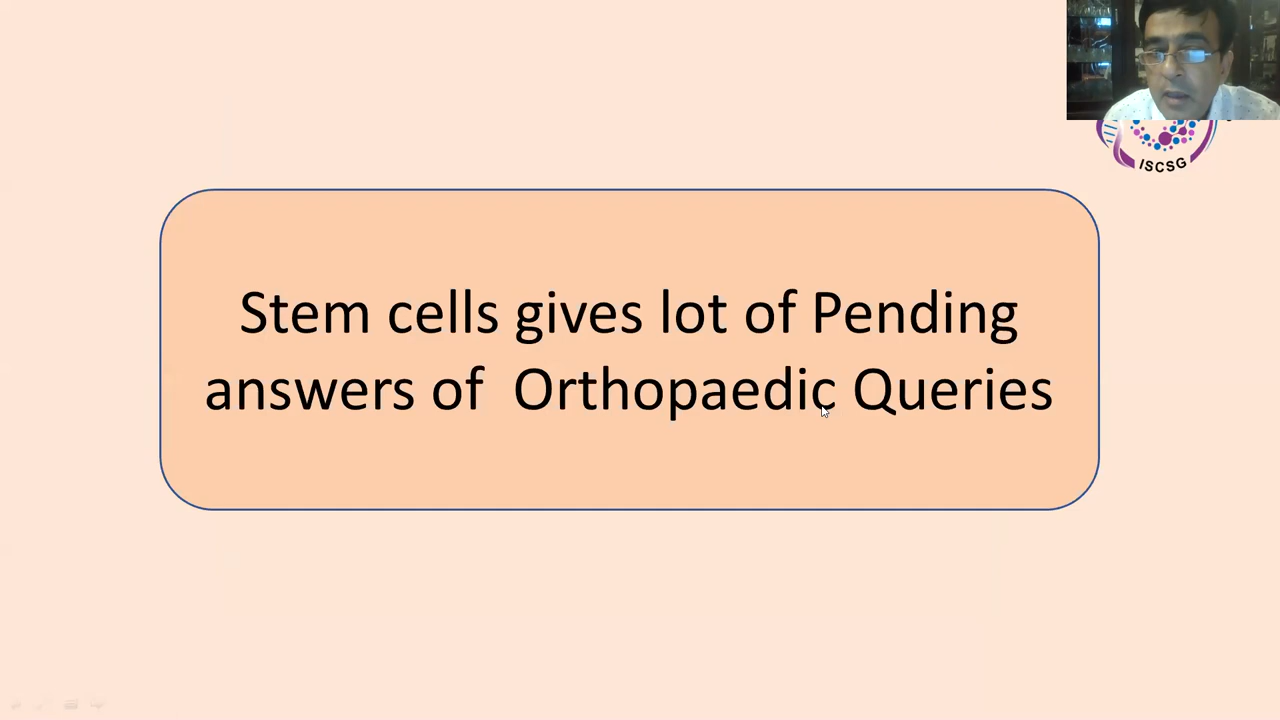 ISCSG
Stem cells gives lot of Pending
answers of  Orthopaedic Queries